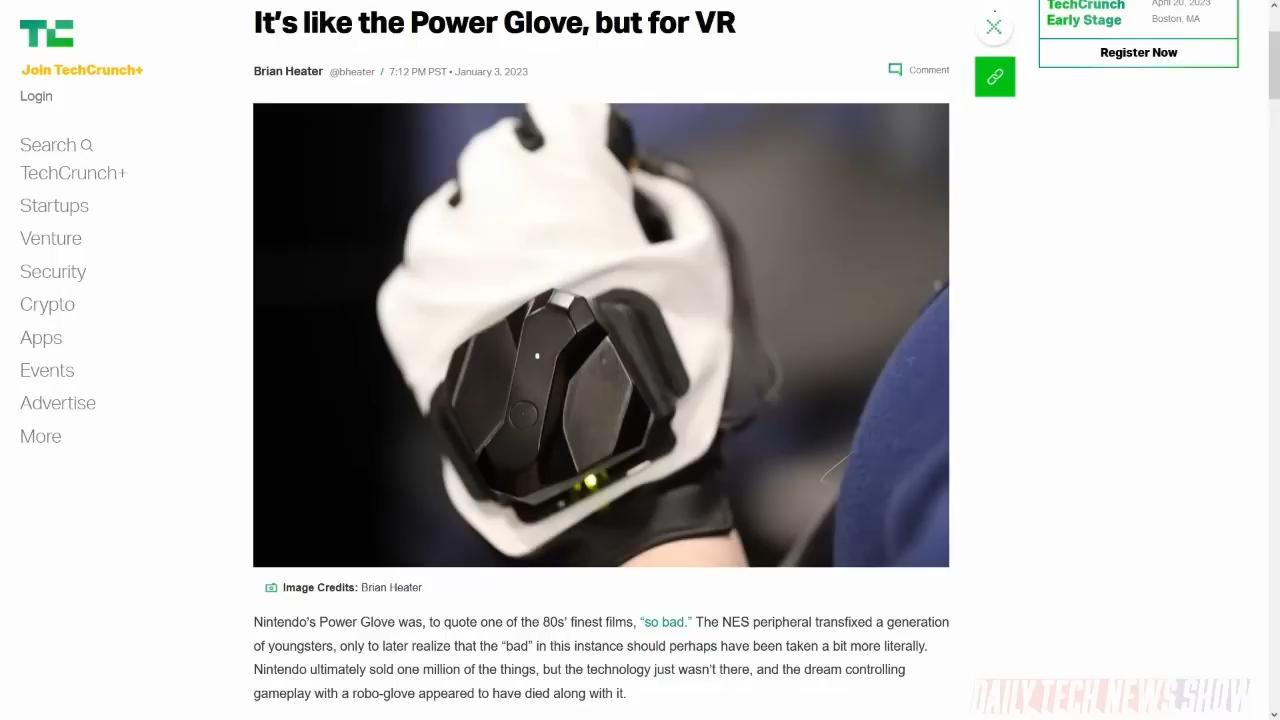 It's like the Power Glove, but for VR
TechCrunch
Early Stage
April 20, 2023
Boston, MA
Register Now
TC
Join TechCrunch+
Login
Search
TechCrunch+
Startups
Venture
Security
Crypto
Apps
Events
Advertise
More
Brian Heater @bheater / 7:12 PM PST • January 3, 2023
Comment
Image Credits: Brian Heater
Nintendo's Power Glove was, to quote one of the 80s' finest films, “so bad.” The NES peripheral transfixed a generation
of youngsters, only to later realize that the “bad” in this instance should perhaps have been taken a bit more literally.
Nintendo ultimately sold one million of the things, but the technology just wasn't there, and the dream controlling
gameplay with a robo-glove appeared to have died along with it.
DAILY TECH NEWS SHOW